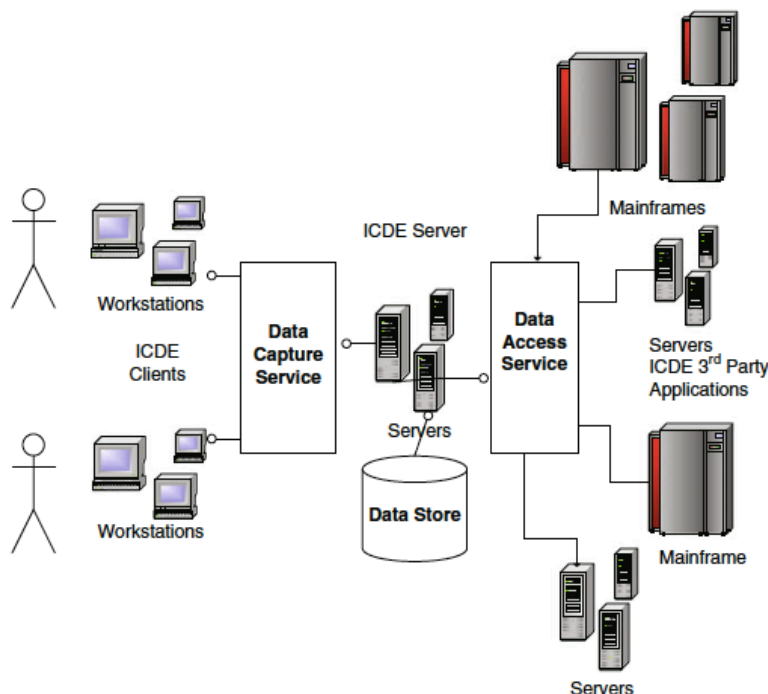 Mainframes
ICDE Server
Workstations
ICDE
Clients
Data
Capture
Service
Data
Access
Service
Servers
ICDE 3rd Party
Applications
Servers
Workstations
Data Store
Mainframe
Servers